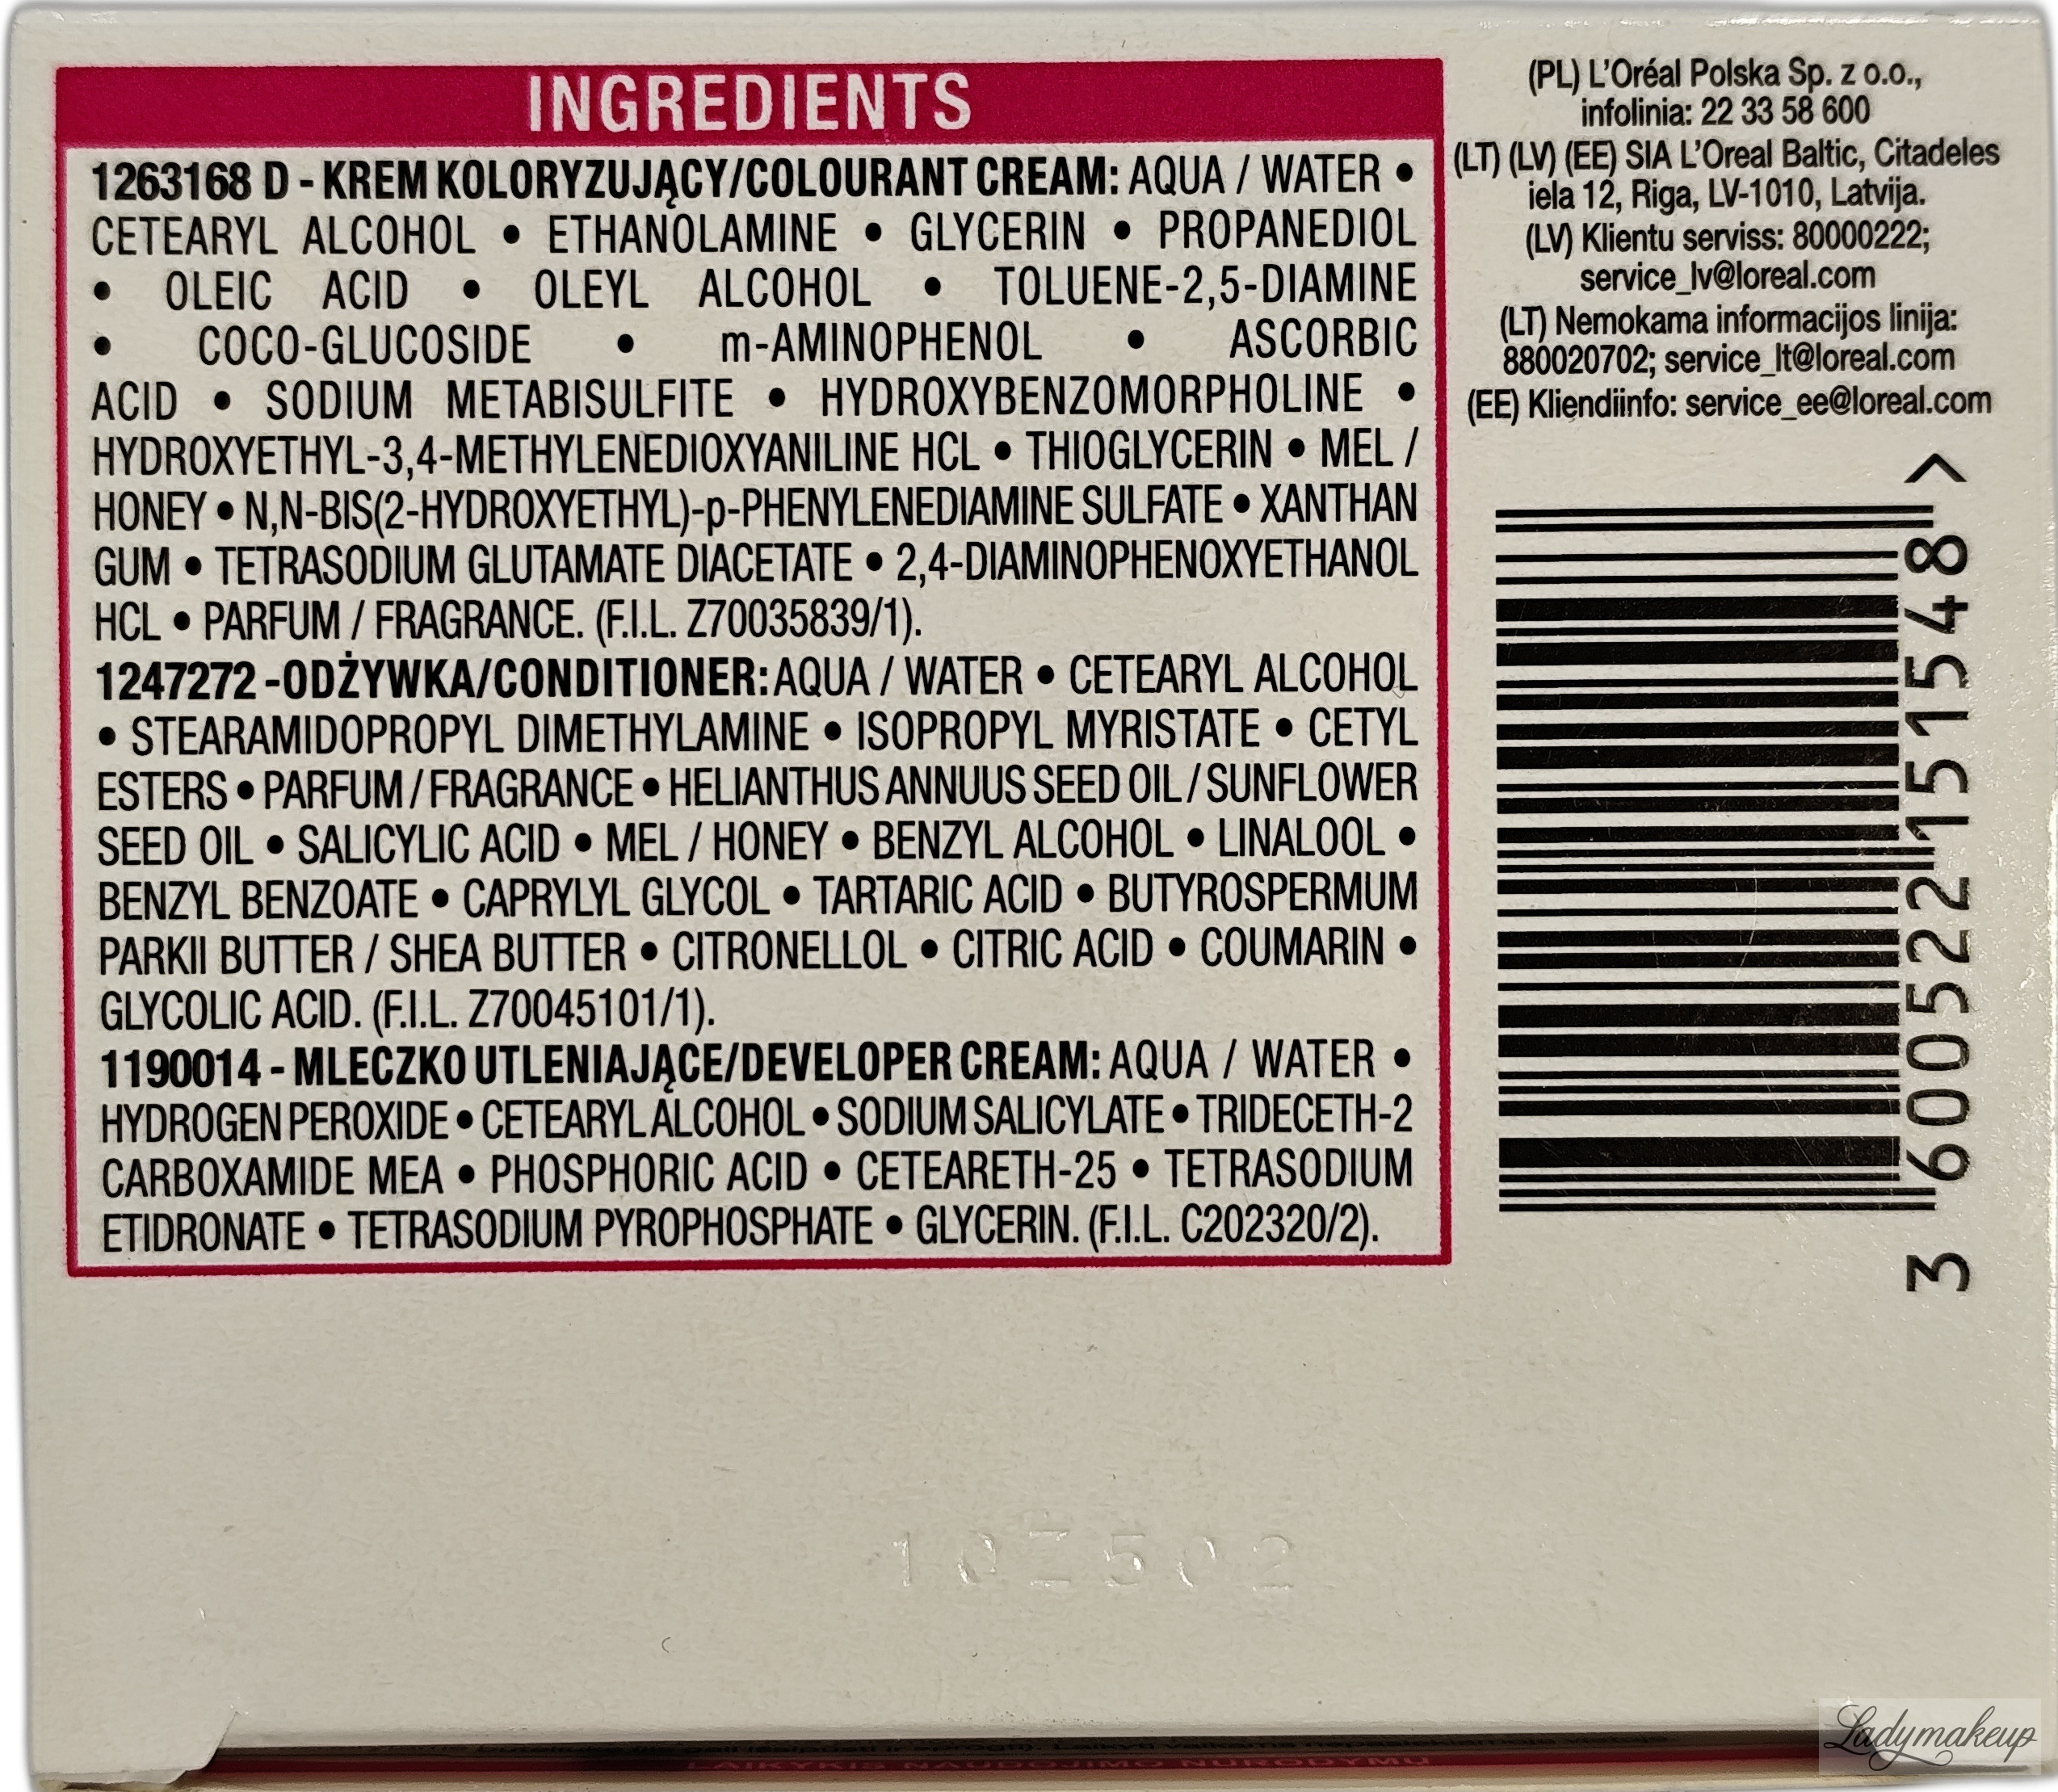 INGREDIENTS
1263168 D - KREM KOLORYZUJĄCY/COLOURANT CREAM: AQUA / WATER •
CETEARYL ALCOHOL • ETHANOLAMINE • GLYCERIN • PROPANEDIOL
• OLEIC ACID • OLEYL ALCOHOL • TOLUENE-2,5-DIAMINE
• COCO-GLUCOSIDE • m-AMINOPHENOL • ASCORBIC
ACID • SODIUM METABISULFITE • HYDROXYBENZOMORPHOLINE •
HYDROXYETHYL-3,4-METHYLENEDIOXYANILINE HCL • THIOGLYCERIN • MEL /
HONEY • N,N-BIS(2-HYDROXYETHYL)-p-PHENYLENEDIAMINE SULFATE • XANTHAN
GUM • TETRASODIUM GLUTAMATE DIACETATE • 2,4-DIAMINOPHENOXYETHANOL
HCL • PARFUM / FRAGRANCE. (F.I.L. Z70035839/1).
1247272 -ODŻYWKA/CONDITIONER: AQUA / WATER • CETEARYL ALCOHOL
• STEARAMIDOPROPYL DIMETHYLAMINE • ISOPROPYL MYRISTATE • CETYL
ESTERS • PARFUM / FRAGRANCE • HELIANTHUS ANNUUS SEED OIL / SUNFLOWER
SEED OIL • SALICYLIC ACID • MEL / HONEY • BENZYL ALCOHOL • LINALOOL •
BENZYL BENZOATE • CAPRYLYL GLYCOL • TARTARIC ACID • BUTYROSPERMUM
PARKII BUTTER / SHEA BUTTER • CITRONELLOL • CITRIC ACID • COUMARIN •
GLYCOLIC ACID. (F.I.L. Z70045101/1).
1190014 - MLECZKO UTLENIAJĄCE/DEVELOPER CREAM: AQUA / WATER •
HYDROGEN PEROXIDE • CETEARYL ALCOHOL • SODIUM SALICYLATE • TRIDECETH-2
CARBOXAMIDE MEA • PHOSPHORIC ACID • CETEARETH-25 • TETRASODIUM
ETIDRONATE • TETRASODIUM PYROPHOSPHATE • GLYCERIN. (F.I.L. C202320/2).
(PL) L'Oréal Polska Sp. z o.o.,
infolinia: 22 33 58 600
(LT) (LV) (EE) SIA L'Oreal Baltic, Citadeles
iela 12, Riga, LV-1010, Latvija.
(LV) Klientu serviss: 80000222;
service_lv@loreal.com
(LT) Nemokama informacijos linija:
880020702; service_lt@loreal.com
(EE) Kliendiinfo: service_ee@loreal.com
3 600522 151548 >
LAIKYKIS NAUDOJIMO NURODYMŲ
Ladymakeup